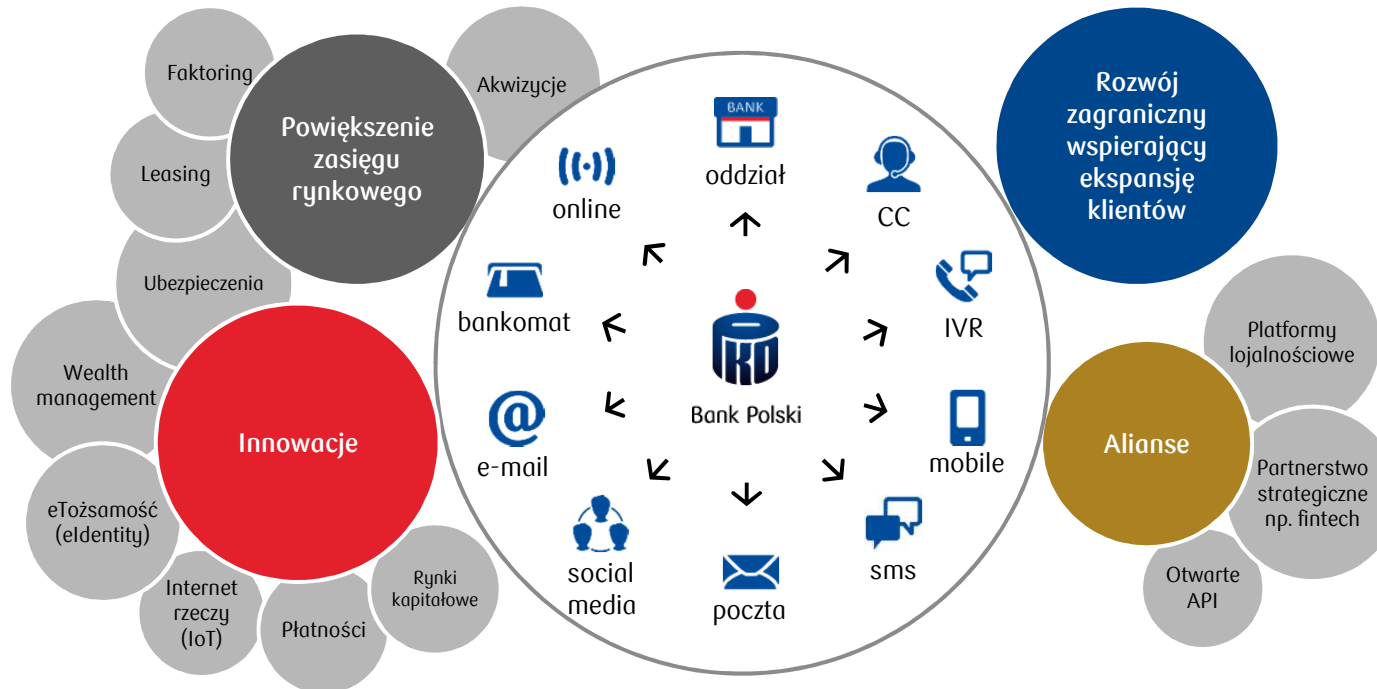 Faktoring
Akwizycje
Powiększenie
zasięgu
rynkowego
Leasing
Ubezpieczenia
Wealth
management
Innowacje
eTożsamość
(eIdentity)
Internet
rzeczy
(IoT)
Płatności
Rynki
kapitałowe
BANK
oddział
online
CC
bankomat
IVR
PKO
Bank Polski
@
e-mail
mobile
social
media
poczta
sms
Rozwój
zagraniczny
wspierający
ekspansję
klientów
Platformy
lojalnościowe
Alianse
Partnerstwo
strategiczne
np. fintech
Otwarte
API